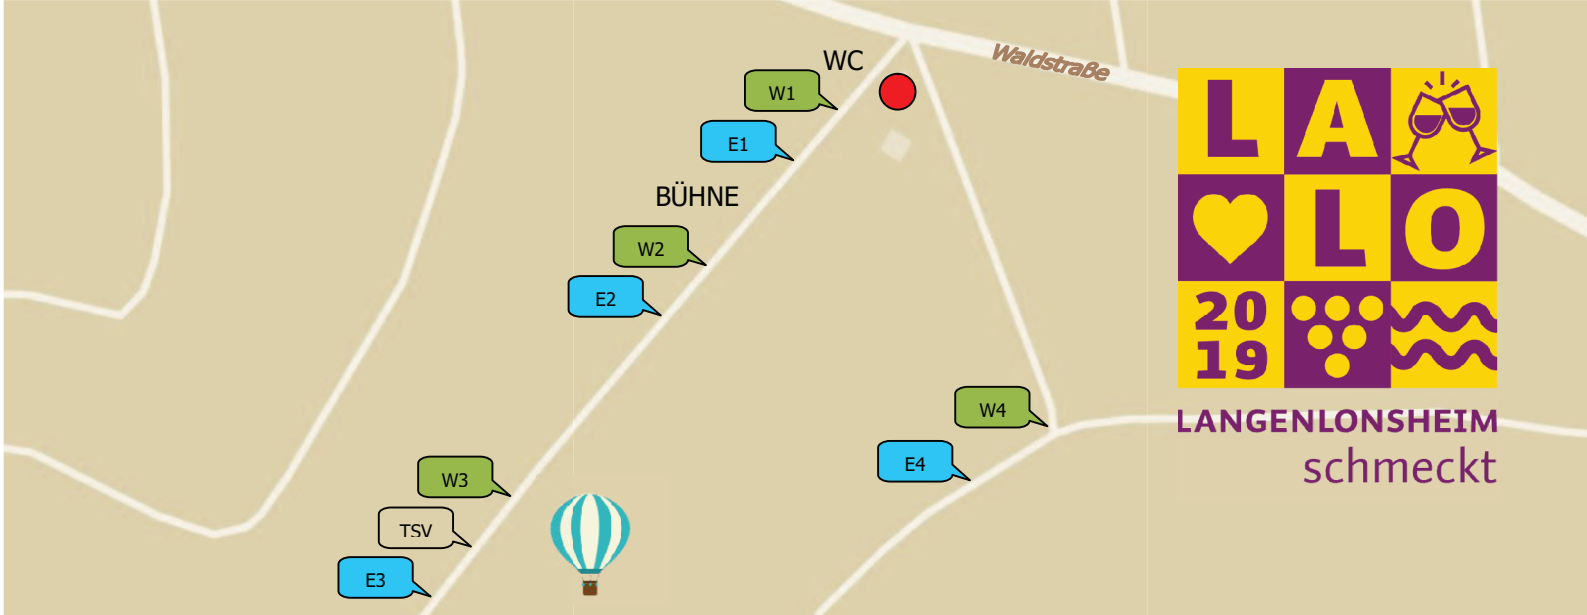 WC
Waldstraße
W1
E1
BÜHNE
W2
E2
W3
TSV
E3
W4
E4
LA
LO
20
19
LANGENLONSHEIM
schmeckt